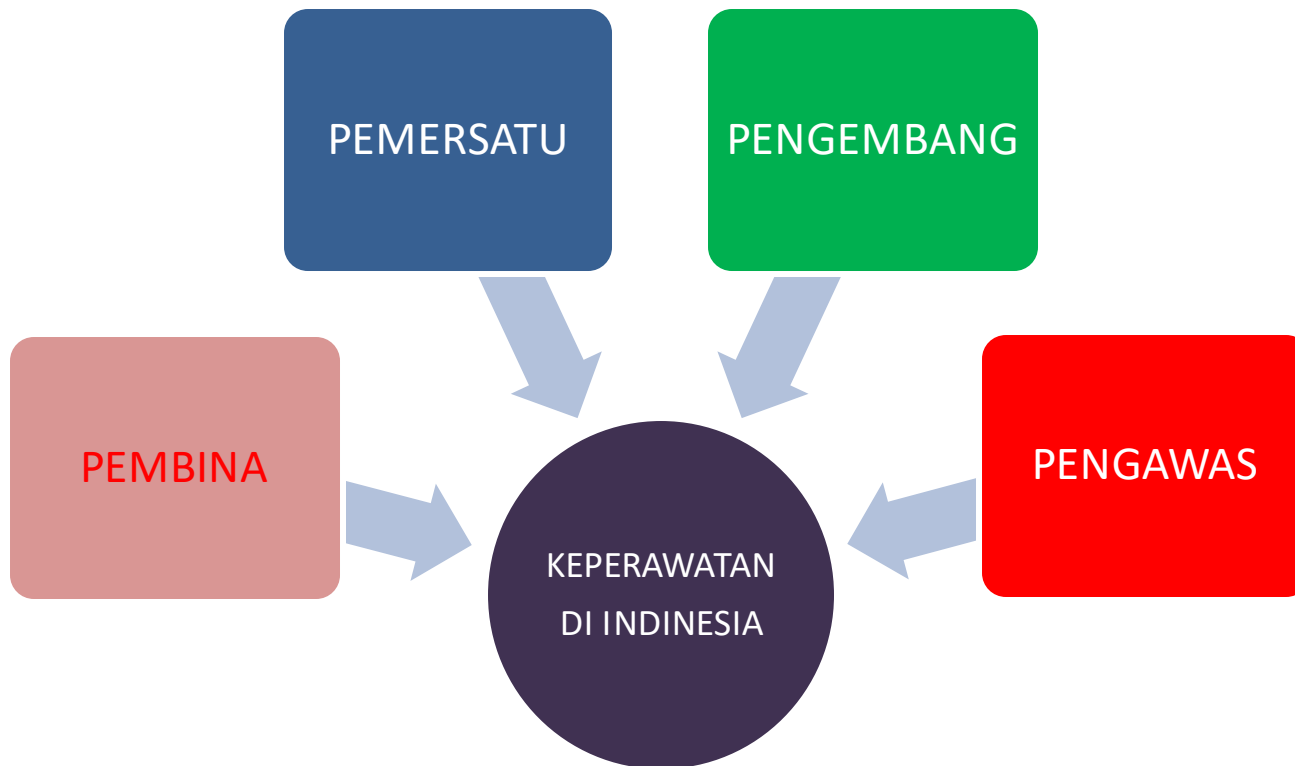 PEMERSATU
PENGEMBANG
PEMBINA
PENGAWAS
KEPERAWATAN
DI INDINESIA